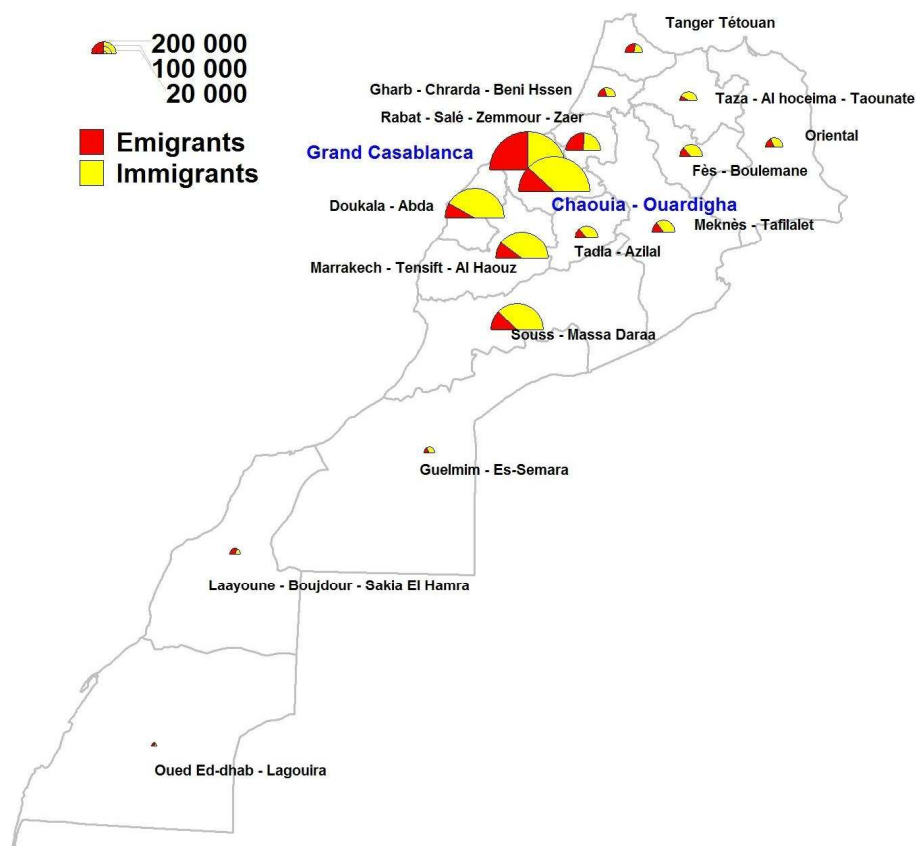 Tanger Tétouan
200 000
100 000
20 000
Gharb - Chrarda - Beni Hssen
Taza - Al hoceima - Taounate
Rabat - Salé - Zemmour - Zaer
Oriental
Emigrants
Immigrants
Grand Casablanca
Fès - Boulemane
Doukala - Abda
Chaouia - Ouardigha
Meknès - Tafilalet
Tadla - Azilal
Marrakech - Tensift - Al Haouz
Souss - Massa Daraa
Guelmim - Es-Semara
Laayoune - Boujdour - Sakia El Hamra
Oued Ed-dhab - Lagouira